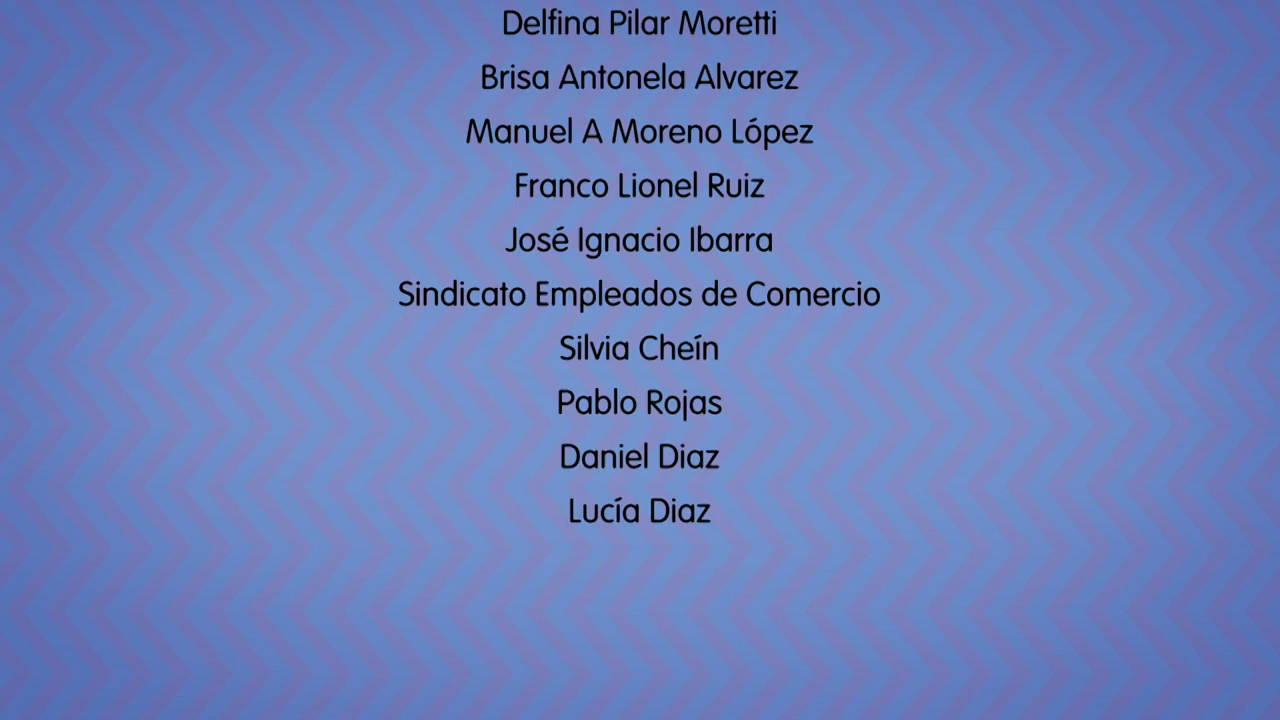 Delfina Pilar Moretti
Brisa Antonela Alvarez
Manuel A Moreno López
Franco Lionel Ruiz
José Ignacio Ibarra
Sindicato Empleados de Comercio
Silvia Cheín
Pablo Rojas
Daniel Diaz
Lucía Diaz